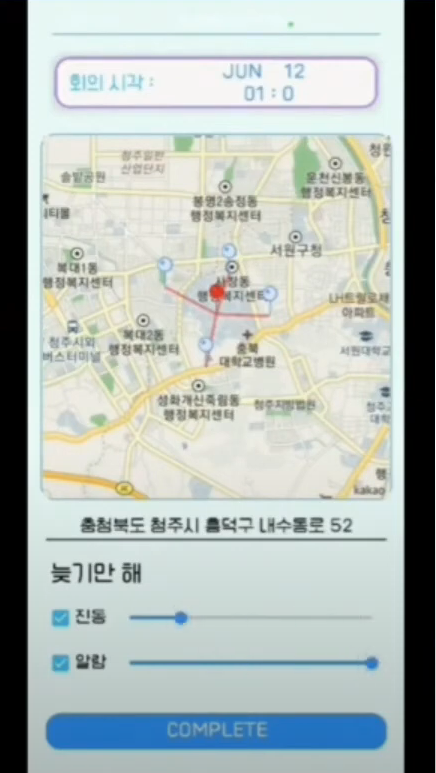 회의 시각 :
JUN 12
01 : 0
청주일반
산업단지
솔밭공원
운천신봉동
행정복지센터
봉명2송정동
행정복지센터
서원구청
복대1동
행정복지센터
사창동
행정복지센터
LH트릴로채
아파트
청주시외
버스터미널
복대2동
행정복지센터
충북
대학교병원
서원대학교
성화개신죽림동
행정복지센터
청주지방법원
kakao
충청북도 청주시 흥덕구 내수동로 52
늦기만 해
진동
알람
COMPLETE